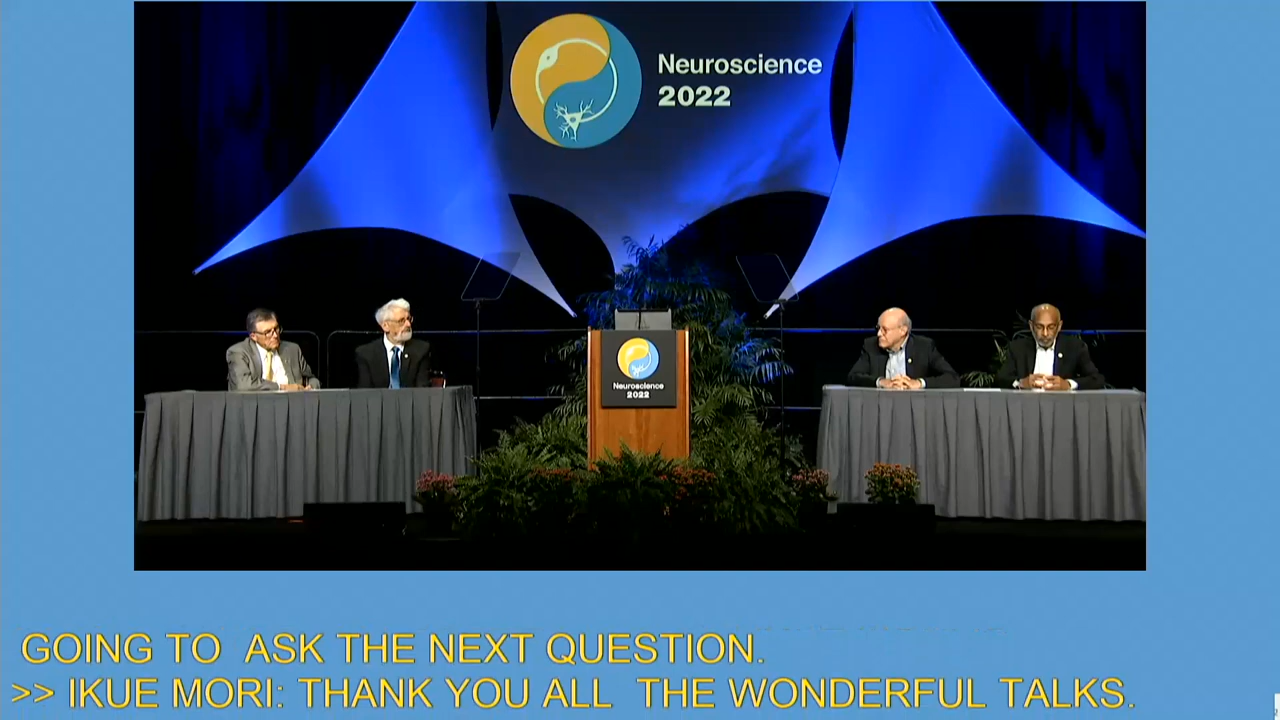 Neuroscience
2022
Neuroscience
2022
GOING TO  ASK THE NEXT QUESTION.
>> IKUE MORI: THANK YOU ALL  THE WONDERFUL TALKS.